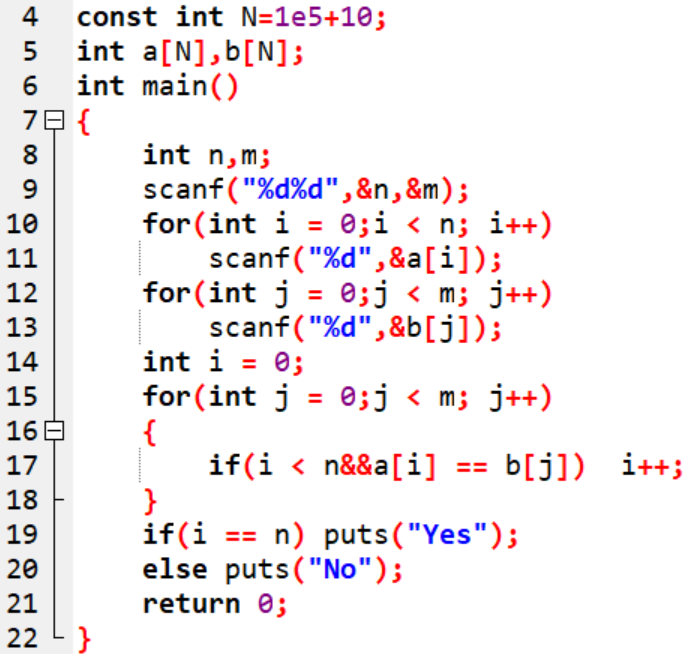 4 const int N=1e5+10;
5 int a[N],b[N];
6 int main()
7 {
8 int n,m;
9 scanf("%d%d",&n,&m);
10 for(int i = 0;i < n; i++)
11 scanf("%d",&a[i]);
12 for(int j = 0;j < m; j++)
13 scanf("%d",&b[j]);
14 int i = 0;
15 for(int j = 0;j < m; j++)
16 {
17 if(i < n&&a[i] == b[j]) i++;
18 }
19 if(i == n) puts("Yes");
20 else puts("No");
21 return 0;
22 }